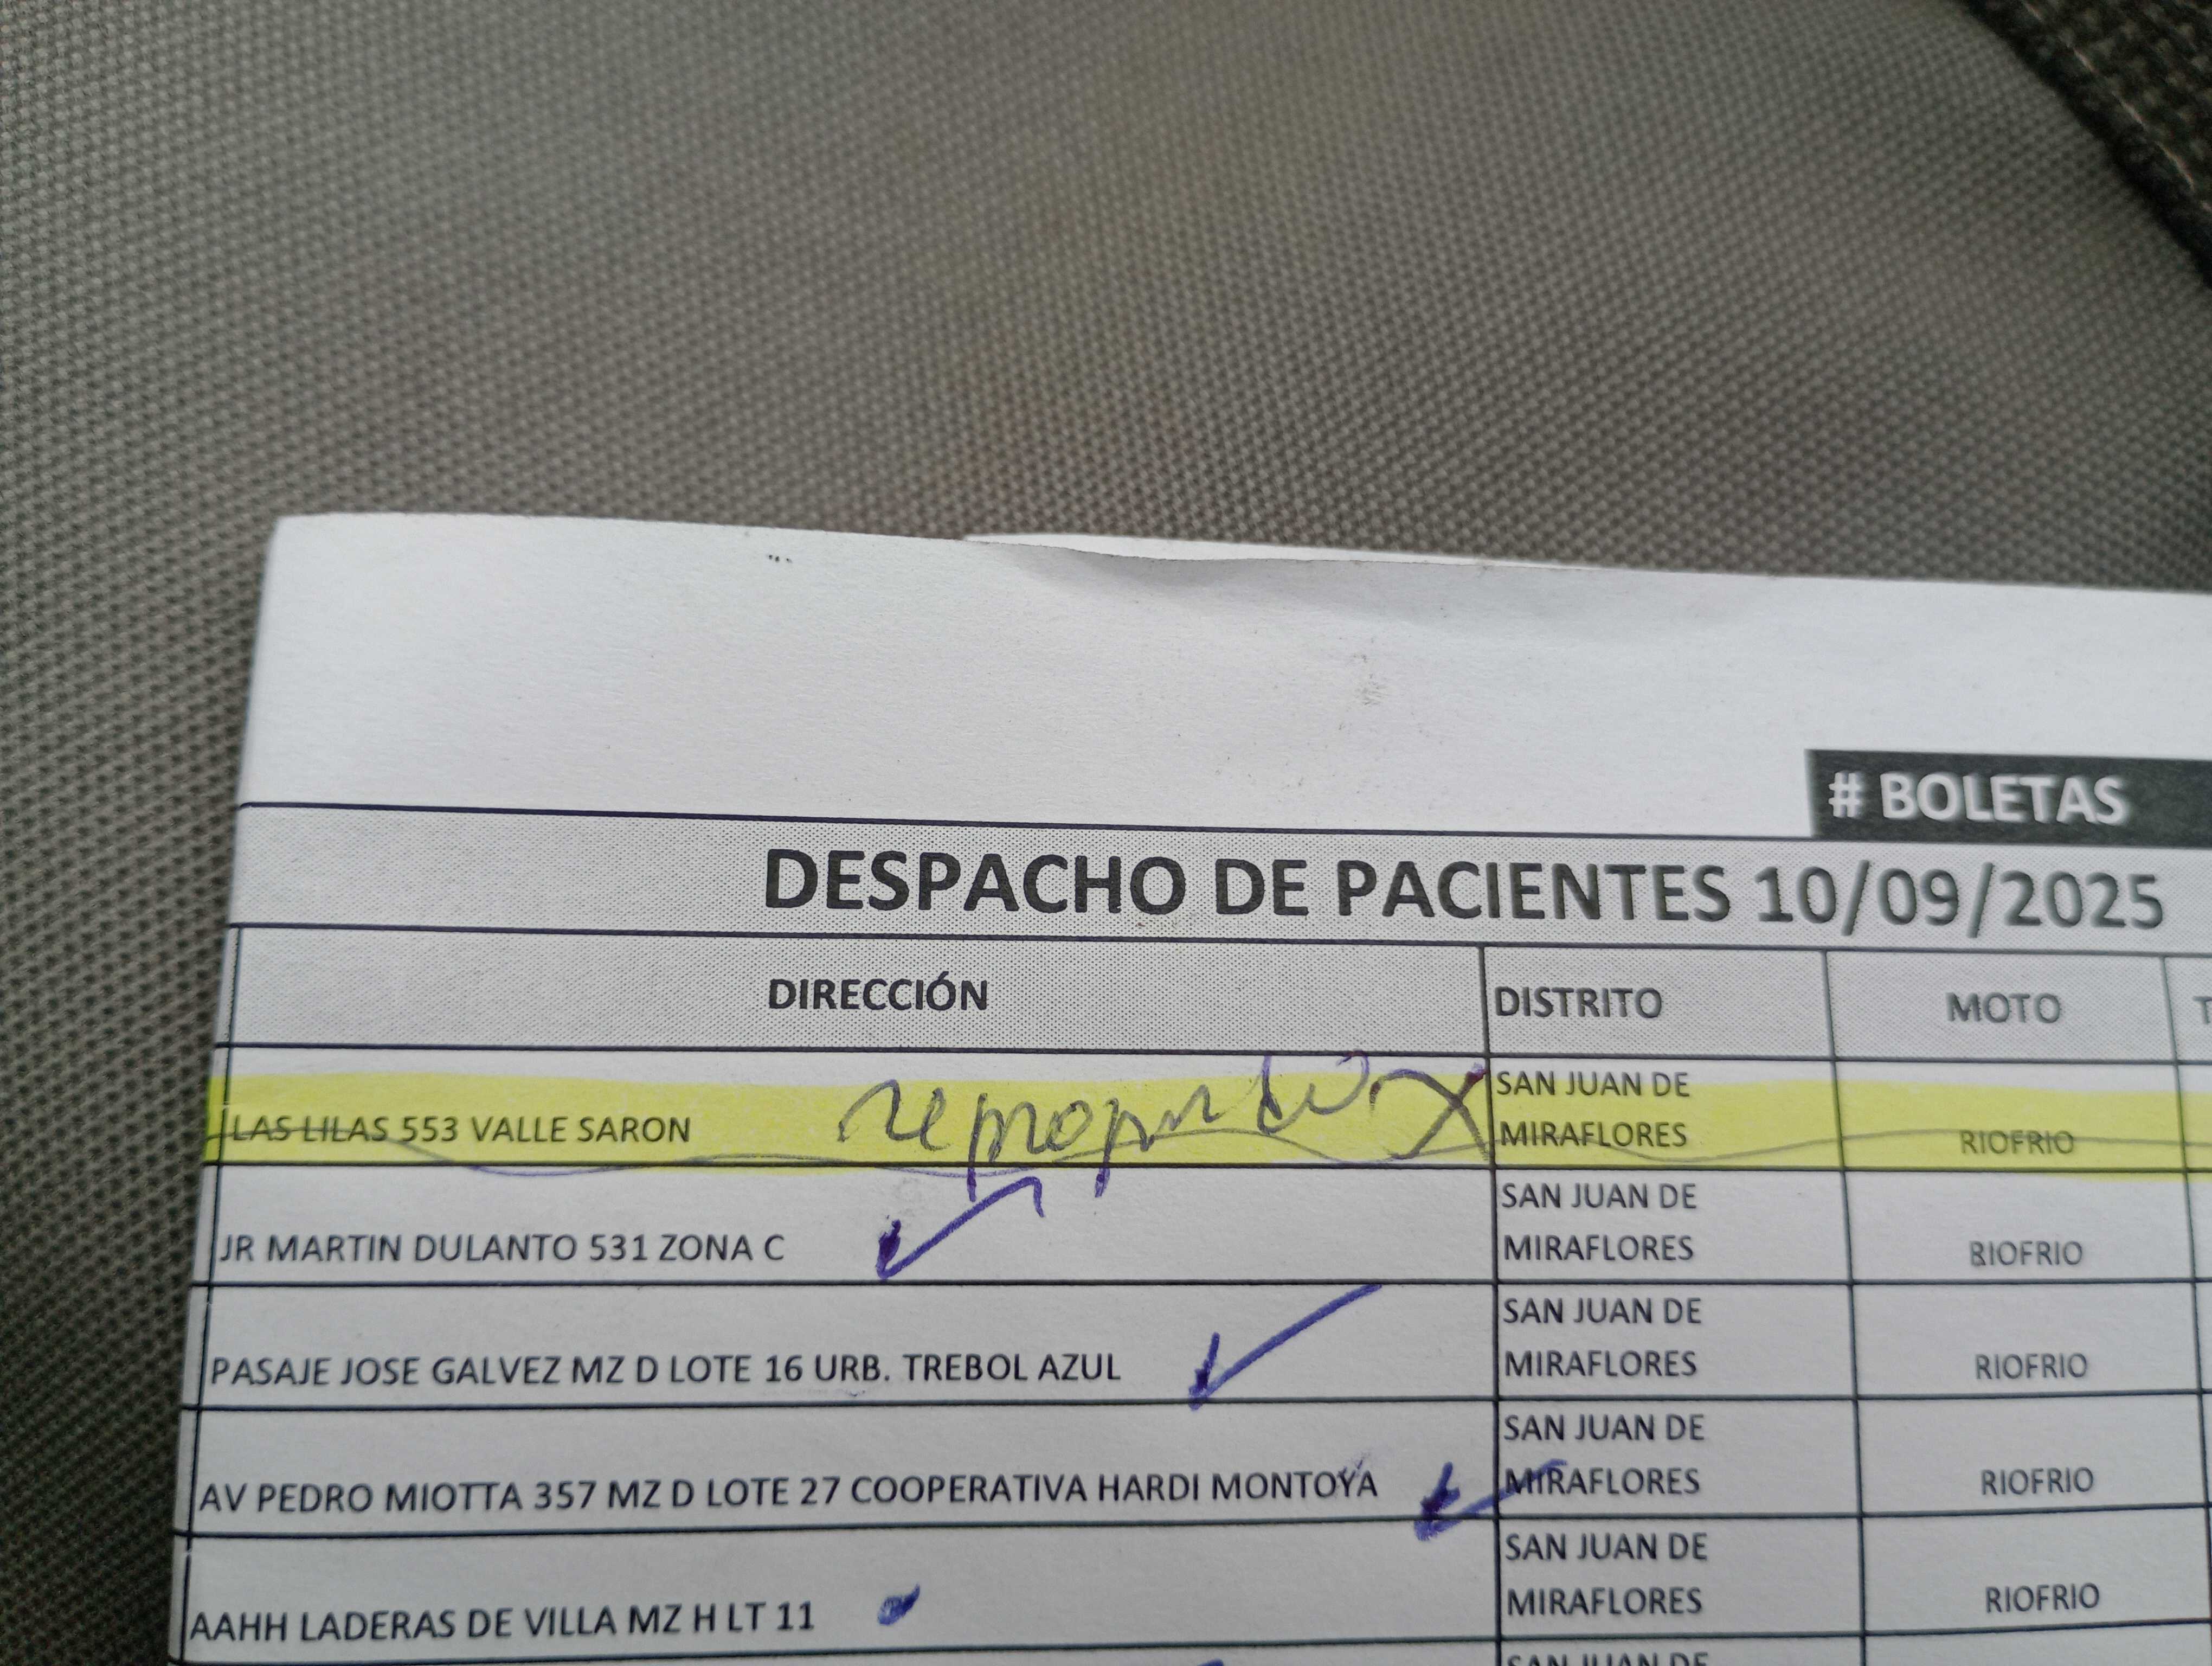 # BOLETAS
DESPACHO DE PACIENTES 10/09/2025
DIRECCIÓN DISTRITO MOTO T
LAS LILAS 553 VALLE SARON SAN JUAN DE
MIRAFLORES RIOFRIO
JR MARTIN DULANTO 531 ZONA C SAN JUAN DE
MIRAFLORES RIOFRIO
PASAJE JOSE GALVEZ MZ D LOTE 16 URB. TREBOL AZUL SAN JUAN DE
MIRAFLORES RIOFRIO
AV PEDRO MIOTTA 357 MZ D LOTE 27 COOPERATIVA HARDI MONTOYA SAN JUAN DE
MIRAFLORES RIOFRIO
AAHH LADERAS DE VILLA MZ H LT 11 SAN JUAN DE
MIRAFLORES RIOFRIO
SAN JUAN DE